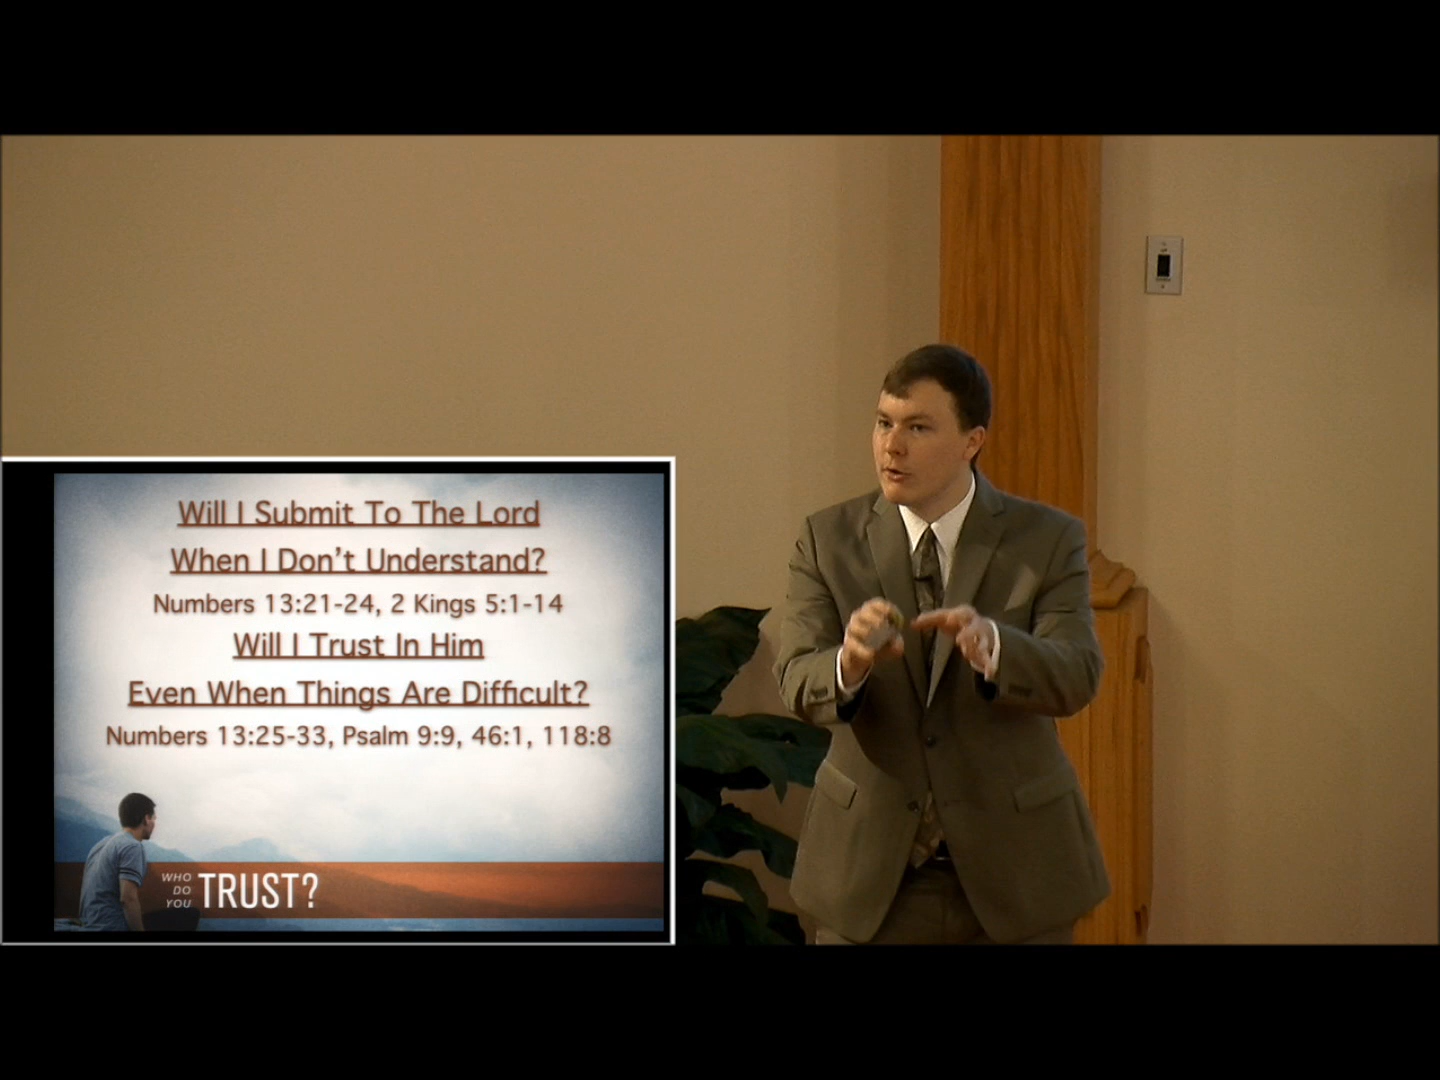 Will I Submit To The Lord
When I Don’t Understand?
Numbers 13:21-24, 2 Kings 5:1-14
Will I Trust In Him
Even When Things Are Difficult?
Numbers 13:25-33, Psalm 9:9, 46:1, 118:8
WHO
DO
YOU
TRUST?